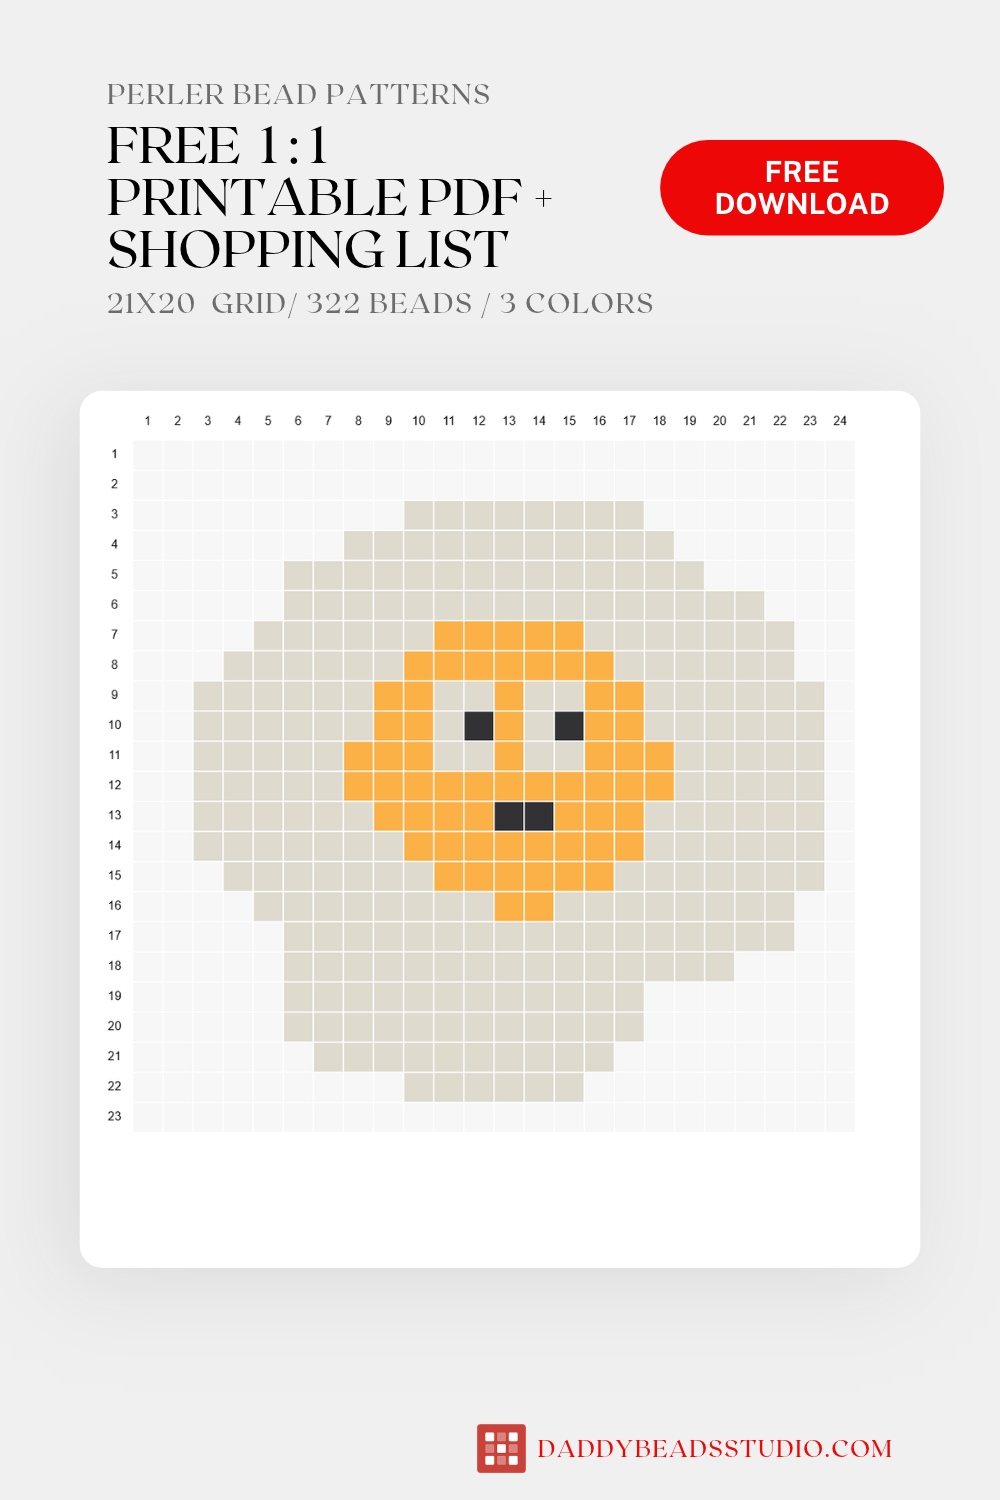 PERLER BEAD PATTERNS
FREE 1:1
PRINTABLE PDF +
SHOPPING LIST
21X20 GRID/ 322 BEADS / 3 COLORS
FREE
DOWNLOAD
1 2 3 4 5 6 7 8 9 10 11 12 13 14 15 16 17 18 19 20 21 22 23 24
1
2
3
4
5
6
7
8
9
10
11
12
13
14
15
16
17
18
19
20
21
22
23
DADDYBEADSSTUDIO.COM